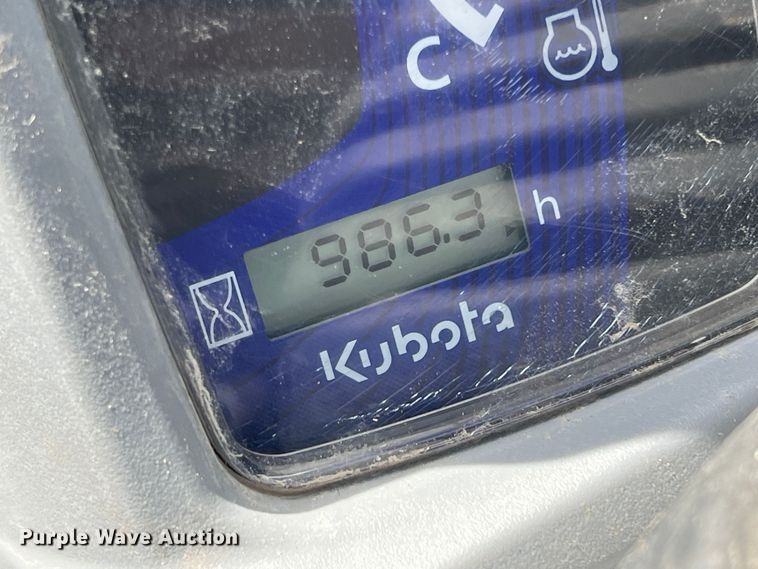 C
986.3 h
Kubota
Purple Wave Auction